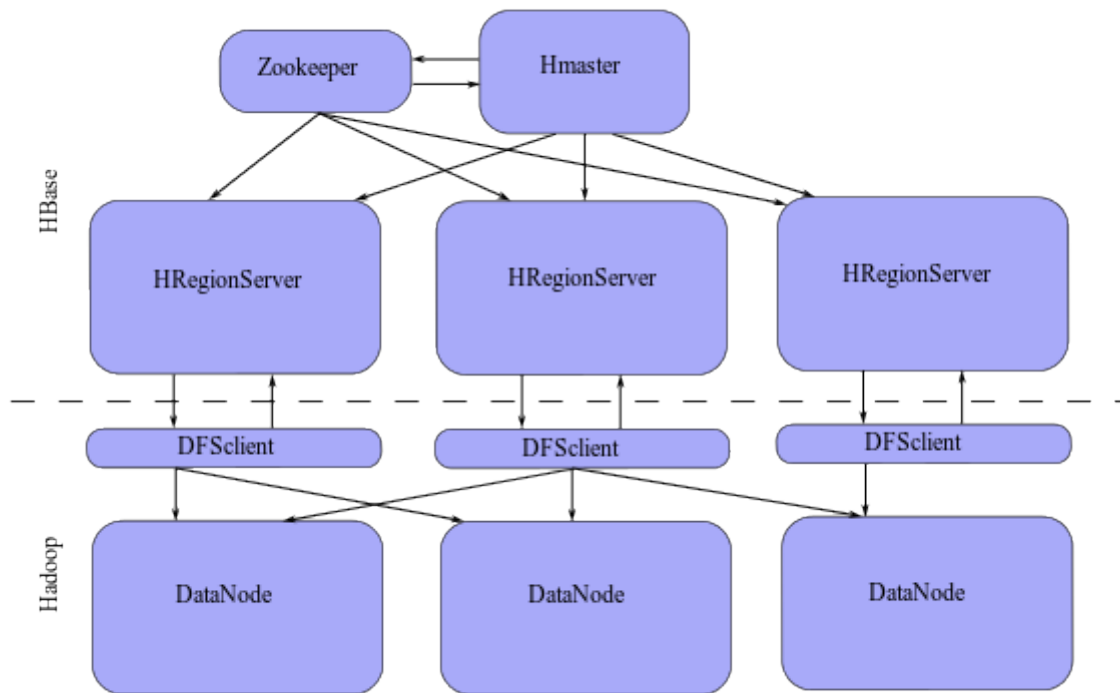 Zookeeper
Hmaster
HBase
HRegionServer
HRegionServer
HRegionServer
DFSclient
DFSclient
DFSclient
Hadoop
DataNode
DataNode
DataNode